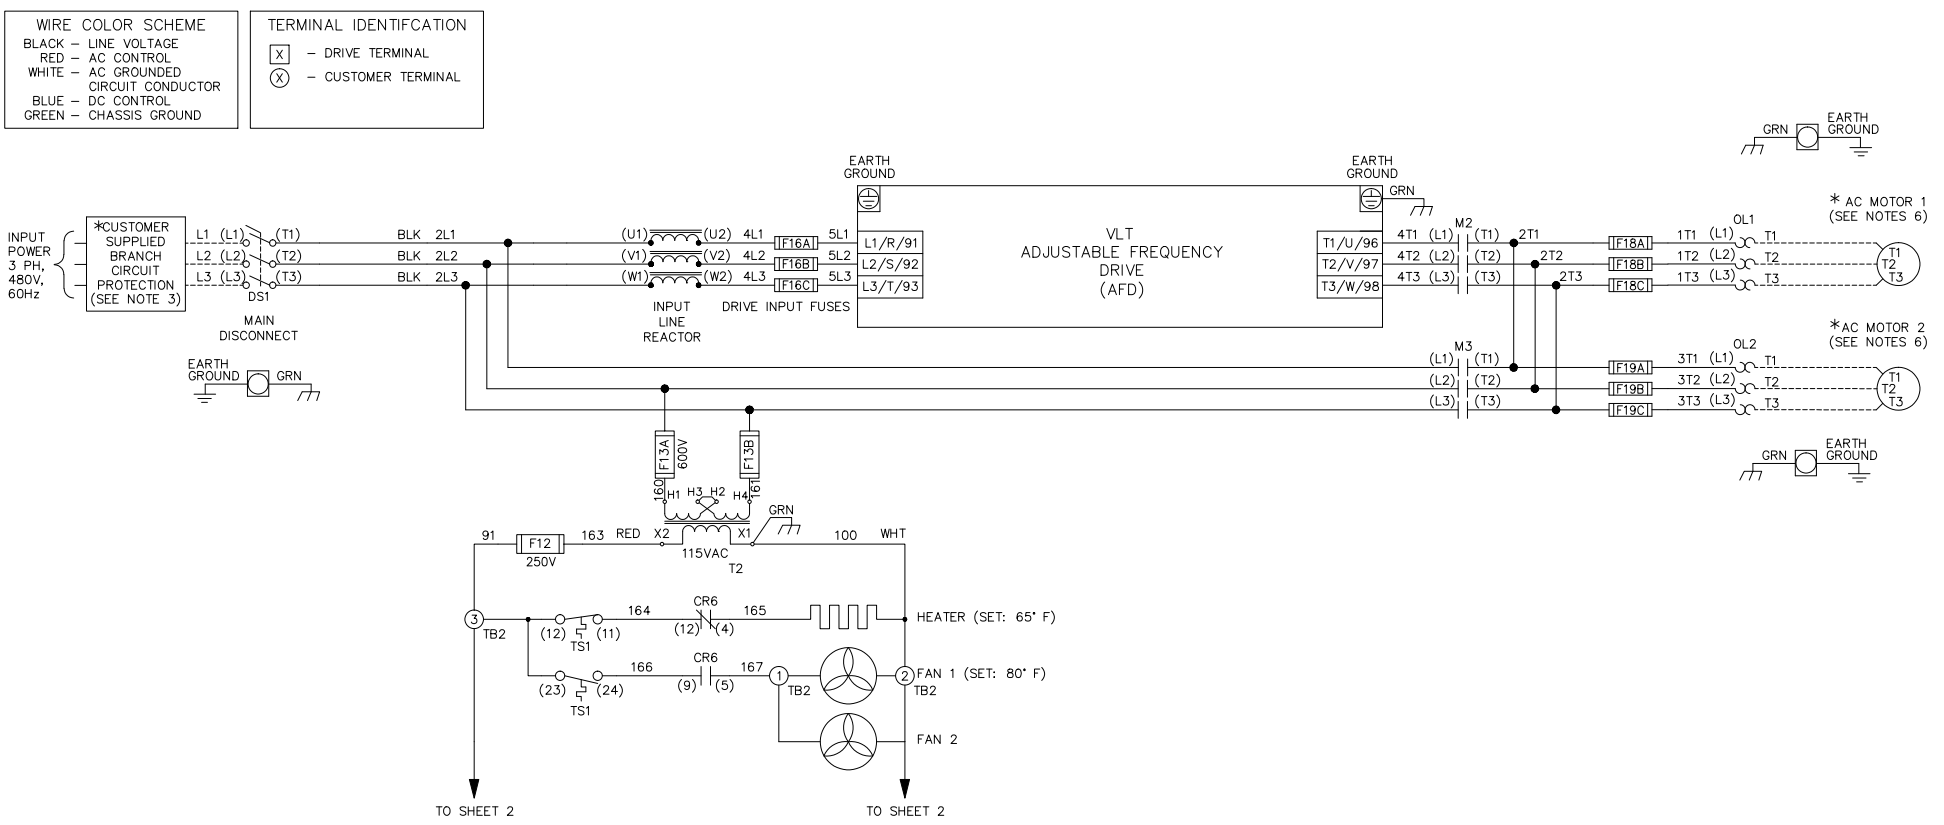 WIRE COLOR SCHEME
BLACK – LINE VOLTAGE
RED – AC CONTROL
WHITE – AC GROUNDED
CIRCUIT CONDUCTOR
BLUE – DC CONTROL
GREEN – CHASSIS GROUND
TERMINAL IDENTIFCATION
X – DRIVE TERMINAL
X – CUSTOMER TERMINAL
GRN
EARTH
GROUND
INPUT
POWER
3 PH,
480V,
60Hz
*CUSTOMER
SUPPLIED
BRANCH
CIRCUIT
PROTECTION
(SEE NOTE 3)
L1 (L1) (T1) BLK 2L1
L2 (L2) (T2) BLK 2L2
L3 (L3) (T3) BLK 2L3
DS1
MAIN
DISCONNECT
EARTH
GROUND
GRN
(U1) (U2) 4L1 F16A 5L1
(V1) (V2) 4L2 F16B 5L2
(W1) (W2) 4L3 F16C 5L3
INPUT
LINE
REACTOR
DRIVE INPUT FUSES
EARTH
GROUND
L1/R/91
L2/S/92
L3/T/93
VLT
ADJUSTABLE FREQUENCY
DRIVE
(AFD)
EARTH
GROUND
GRN
T1/U/96
T2/V/97
T3/W/98
M2
4T1 (L1) (T1) 2T1
4T2 (L2) (T2) 2T2
4T3 (L3) (T3) 2T3
OL1
F18A 1T1 (L1) T1
F18B 1T2 (L2) T2
F18C 1T3 (L3) T3
* AC MOTOR 1
(SEE NOTES 6)
T1
T2
T3
M3
(L1) (T1)
(L2) (T2)
(L3) (T3)
OL2
F19A 3T1 (L1) T1
F19B 3T2 (L2) T2
F19C 3T3 (L3) T3
*AC MOTOR 2
(SEE NOTES 6)
T1
T2
T3
GRN
EARTH
GROUND
F13A
600V
F13B
160
161
H1 H3 H2 H4
GRN
91 F12 163 RED X2 X1 100 WHT
250V
115VAC
T2
3
TB2
(12) (11)
TS1
164
CR6
(12) (4)
165
HEATER (SET: 65° F)
(23) (24)
TS1
166
CR6
(9) (5)
167
1
TB2
2
TB2
FAN 1 (SET: 80° F)
FAN 2
TO SHEET 2
TO SHEET 2